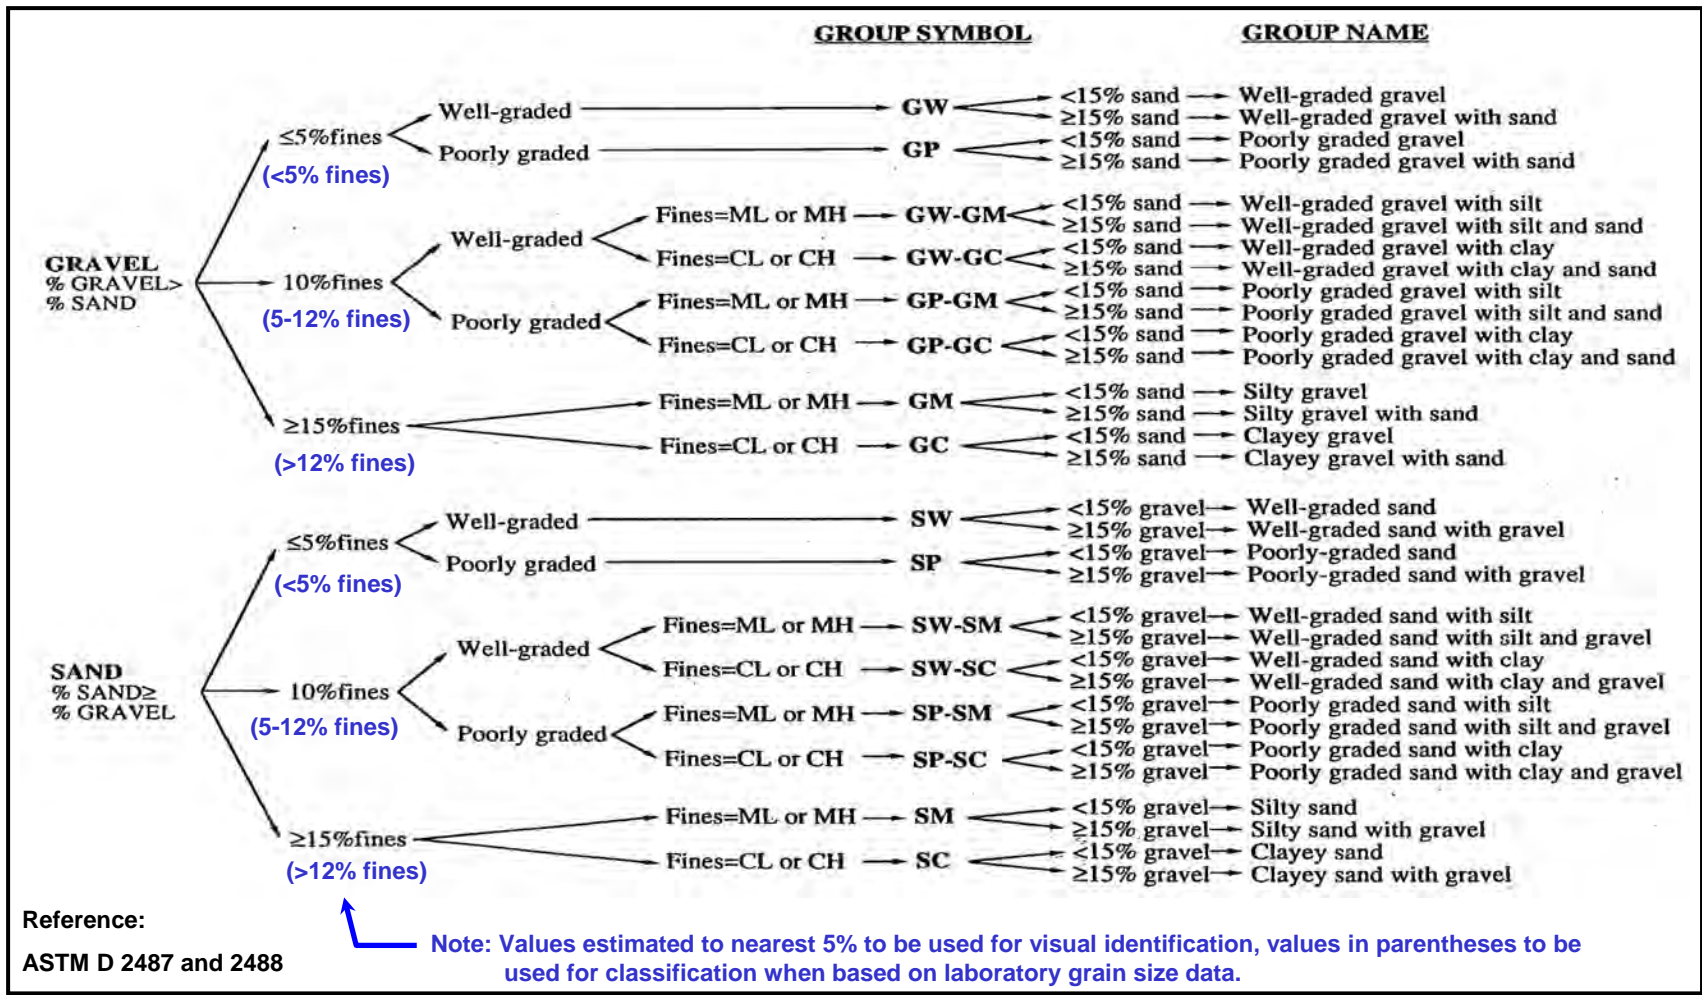 GROUP SYMBOL GROUP NAME
<15% sand Well-graded gravel
Well-graded GW
≥15% sand Well-graded gravel with sand
≤5%fines
<15% sand Poorly graded gravel
Poorly graded GP
≥15% sand Poorly graded gravel with sand
(<5% fines)
<15% sand Well-graded gravel with silt
Fines=ML or MH GW-GM
≥15% sand Well-graded gravel with silt and sand
Well-graded
<15% sand Well-graded gravel with clay
Fines=CL or CH GW-GC
≥15% sand Well-graded gravel with clay and sand
GRAVEL
% GRAVEL>
% SAND
10%fines
(5-12% fines)
<15% sand Poorly graded gravel with silt
Fines=ML or MH GP-GM
≥15% sand Poorly graded gravel with silt and sand
Poorly graded
<15% sand Poorly graded gravel with clay
Fines=CL or CH GP-GC
≥15% sand Poorly graded gravel with clay and sand
<15% sand Silty gravel
Fines=ML or MH GM
≥15% sand Silty gravel with sand
≥15%fines
<15% sand Clayey gravel
Fines=CL or CH GC
≥15% sand Clayey gravel with sand
(>12% fines)
<15% gravel Well-graded sand
Well-graded SW
≥15% gravel Well-graded sand with gravel
≤5%fines
<15% gravel Poorly-graded sand
Poorly graded SP
≥15% gravel Poorly-graded sand with gravel
(<5% fines)
<15% gravel Well-graded sand with silt
Fines=ML or MH SW-SM
≥15% gravel Well-graded sand with silt and gravel
Well-graded
<15% gravel Well-graded sand with clay
Fines=CL or CH SW-SC
≥15% gravel Well-graded sand with clay and gravel
SAND
% SAND≥
% GRAVEL
10%fines
(5-12% fines)
<15% gravel Poorly graded sand with silt
Fines=ML or MH SP-SM
≥15% gravel Poorly graded sand with silt and gravel
Poorly graded
<15% gravel Poorly graded sand with clay
Fines=CL or CH SP-SC
≥15% gravel Poorly graded sand with clay and gravel
<15% gravel Silty sand
Fines=ML or MH SM
≥15% gravel Silty sand with gravel
≥15%fines
<15% gravel Clayey sand
Fines=CL or CH SC
≥15% gravel Clayey sand with gravel
(>12% fines)
Reference:
ASTM D 2487 and 2488
Note: Values estimated to nearest 5% to be used for visual identification, values in parentheses to be
used for classification when based on laboratory grain size data.